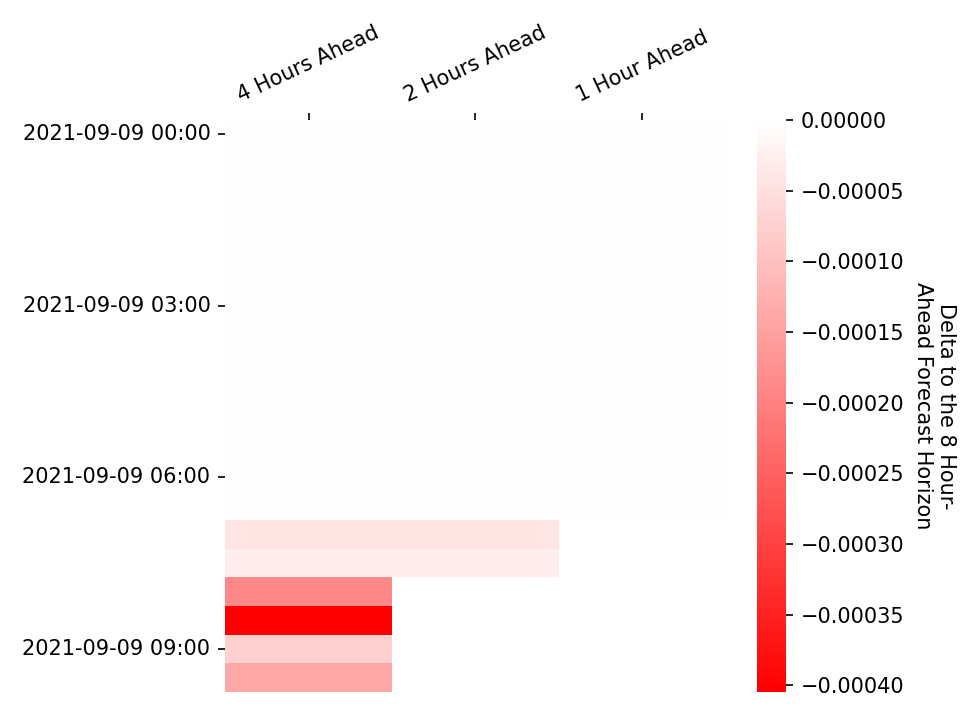 4 Hours Ahead
2 Hours Ahead
1 Hour Ahead
2021-09-09 00:00
2021-09-09 03:00
2021-09-09 06:00
2021-09-09 09:00
0.00000
−0.00005
−0.00010
−0.00015
−0.00020
−0.00025
−0.00030
−0.00035
−0.00040
Delta to the 8 Hour-
Ahead Forecast Horizon